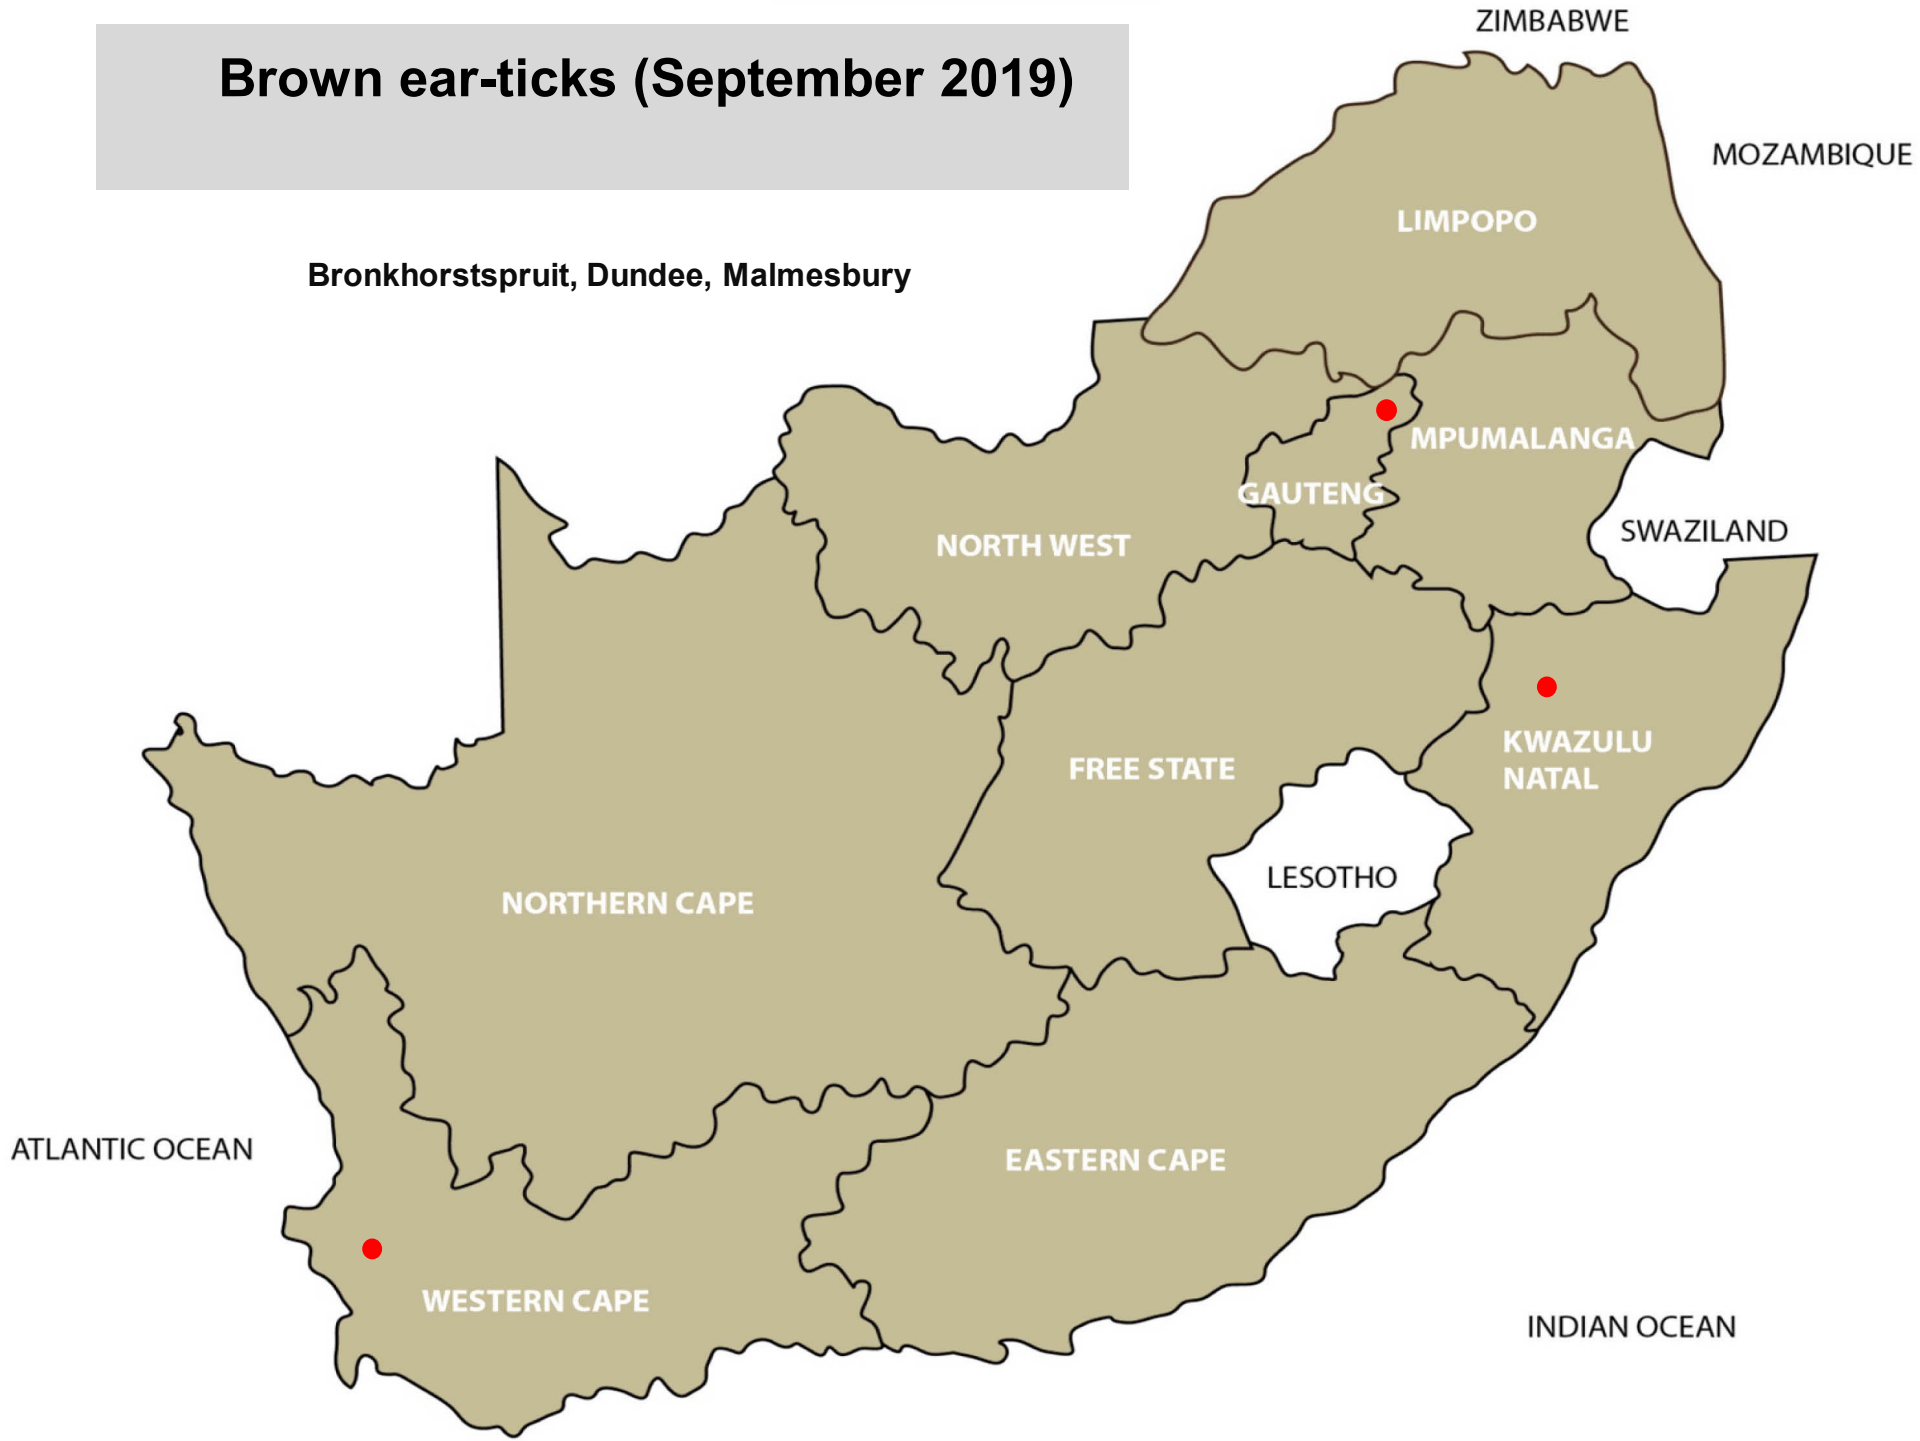 ZIMBABWE
Brown ear-ticks (September 2019)
MOZAMBIQUE
LIMPOPO
Bronkhorstspruit, Dundee, Malmesbury
MPUMALANGA
GAUTENG
SWAZILAND
NORTH WEST
KWAZULU
NATAL
FREE STATE
LESOTHO
NORTHERN CAPE
ATLANTIC OCEAN
EASTERN CAPE
WESTERN CAPE
INDIAN OCEAN